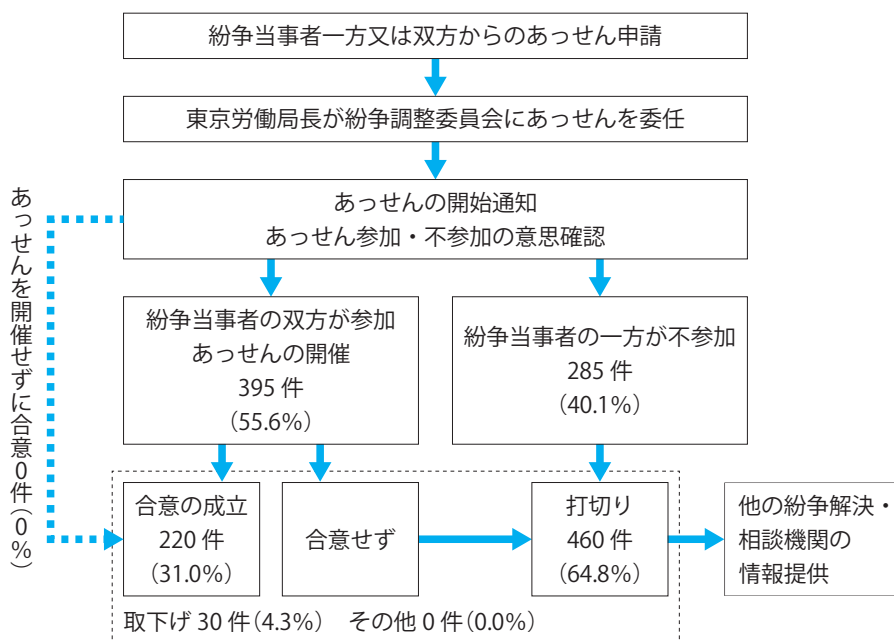 紛争当事者一方又は双方からのあっせん申請
東京労働局長が紛争調整委員会にあっせんを委任
あっせんの開始通知
あっせん参加・不参加の意思確認
あっせんを開催せずに合意0件(0%)
紛争当事者の双方が参加
あっせんの開催
395 件
(55.6%)
紛争当事者の一方が不参加
285 件
(40.1%)
合意の成立
220 件
(31.0%)
合意せず
打切り
460 件
(64.8%)
他の紛争解決・
相談機関の
情報提供
取下げ 30 件(4.3%) その他 0 件(0.0%)